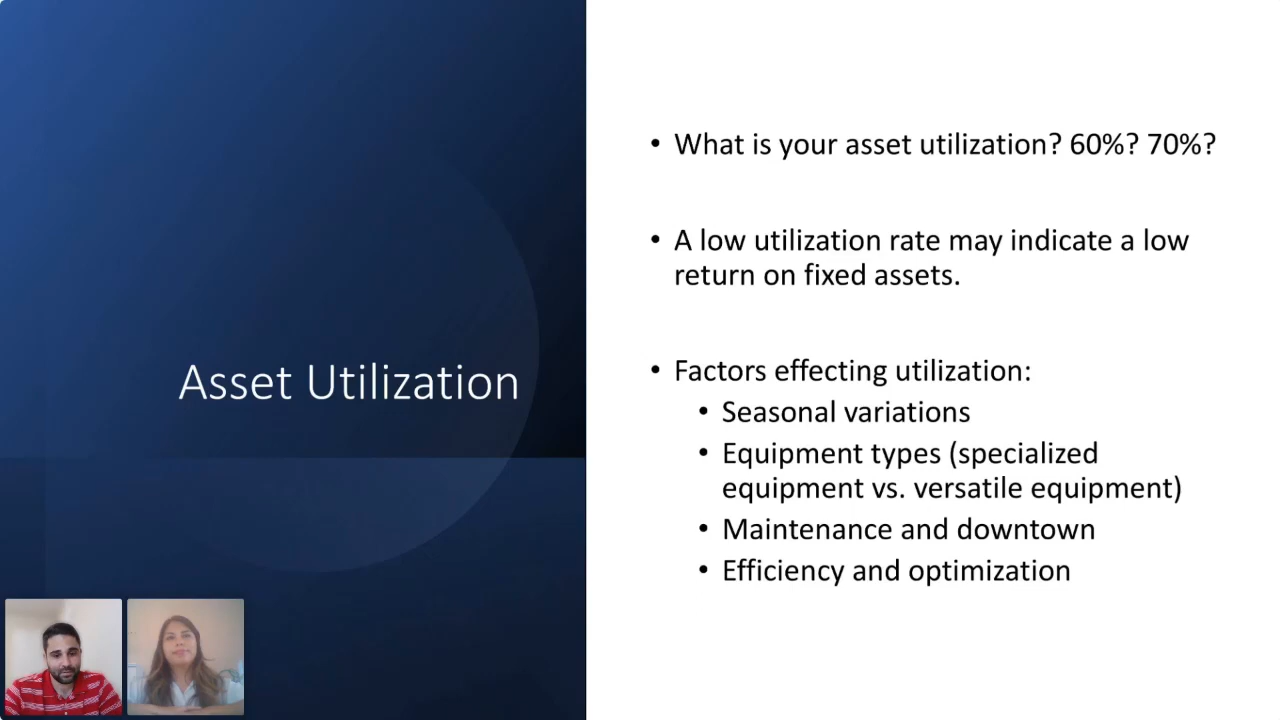 Asset Utilization
• What is your asset utilization? 60%? 70%?
• A low utilization rate may indicate a low
return on fixed assets.
• Factors effecting utilization:
• Seasonal variations
• Equipment types (specialized
equipment vs. versatile equipment)
• Maintenance and downtown
• Efficiency and optimization